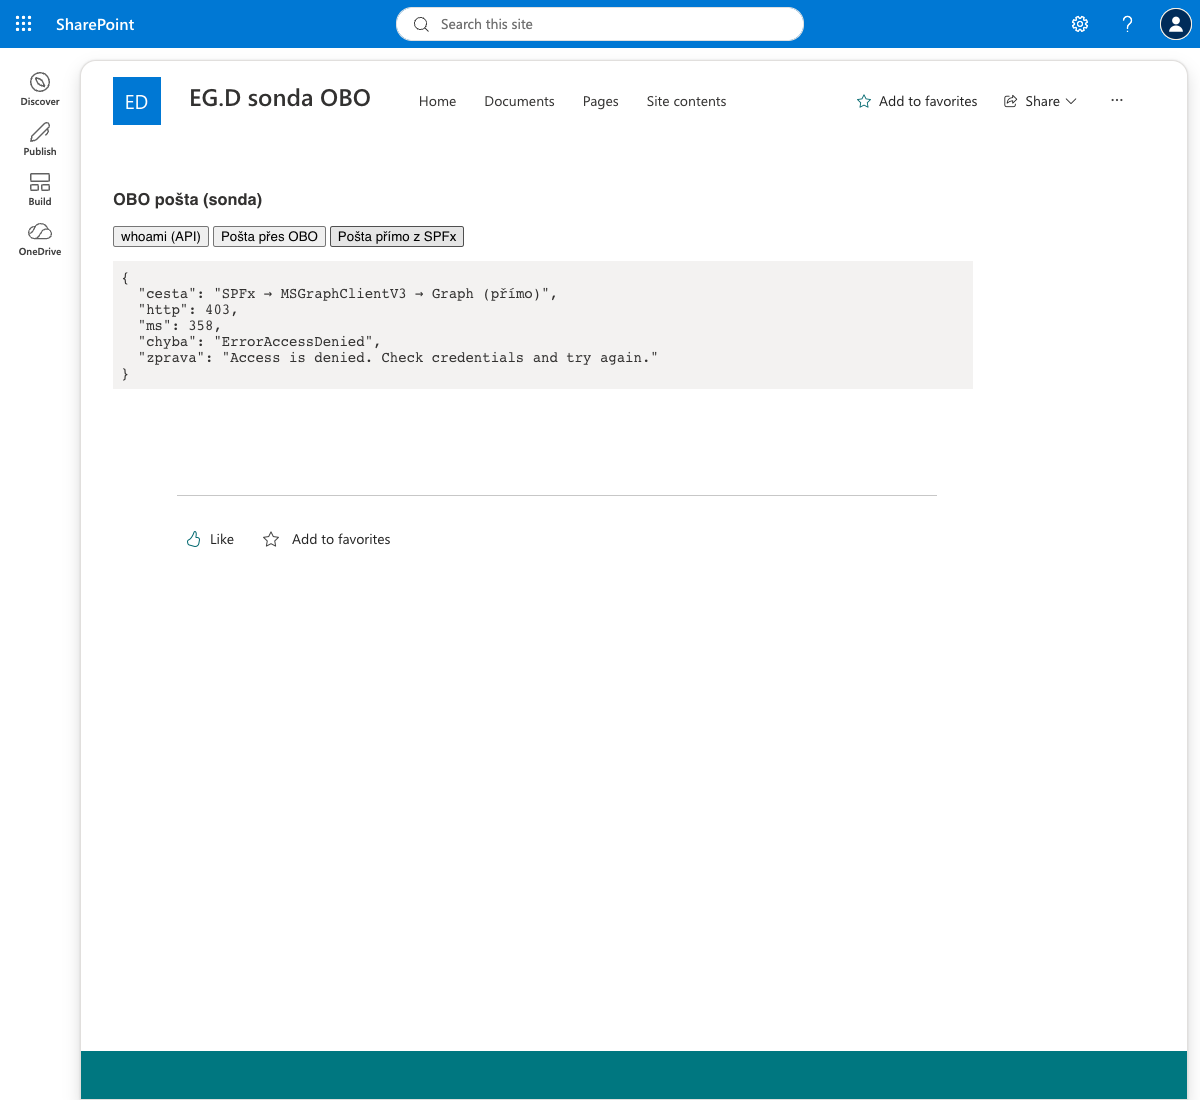 SharePoint
Search this site
?
Discover
Publish
Build
OneDrive
ED
EG.D sonda OBO
Home
Documents
Pages
Site contents
Add to favorites
Share
...
OBO pošta (sonda)
whoami (API)
Pošta přes OBO
Pošta přímo z SPFx
{
"cesta": "SPFx → MSGraphClientV3 → Graph (přímo)",
"http": 403,
"ms": 358,
"chyba": "ErrorAccessDenied",
"zprava": "Access is denied. Check credentials and try again."
}
Like
Add to favorites